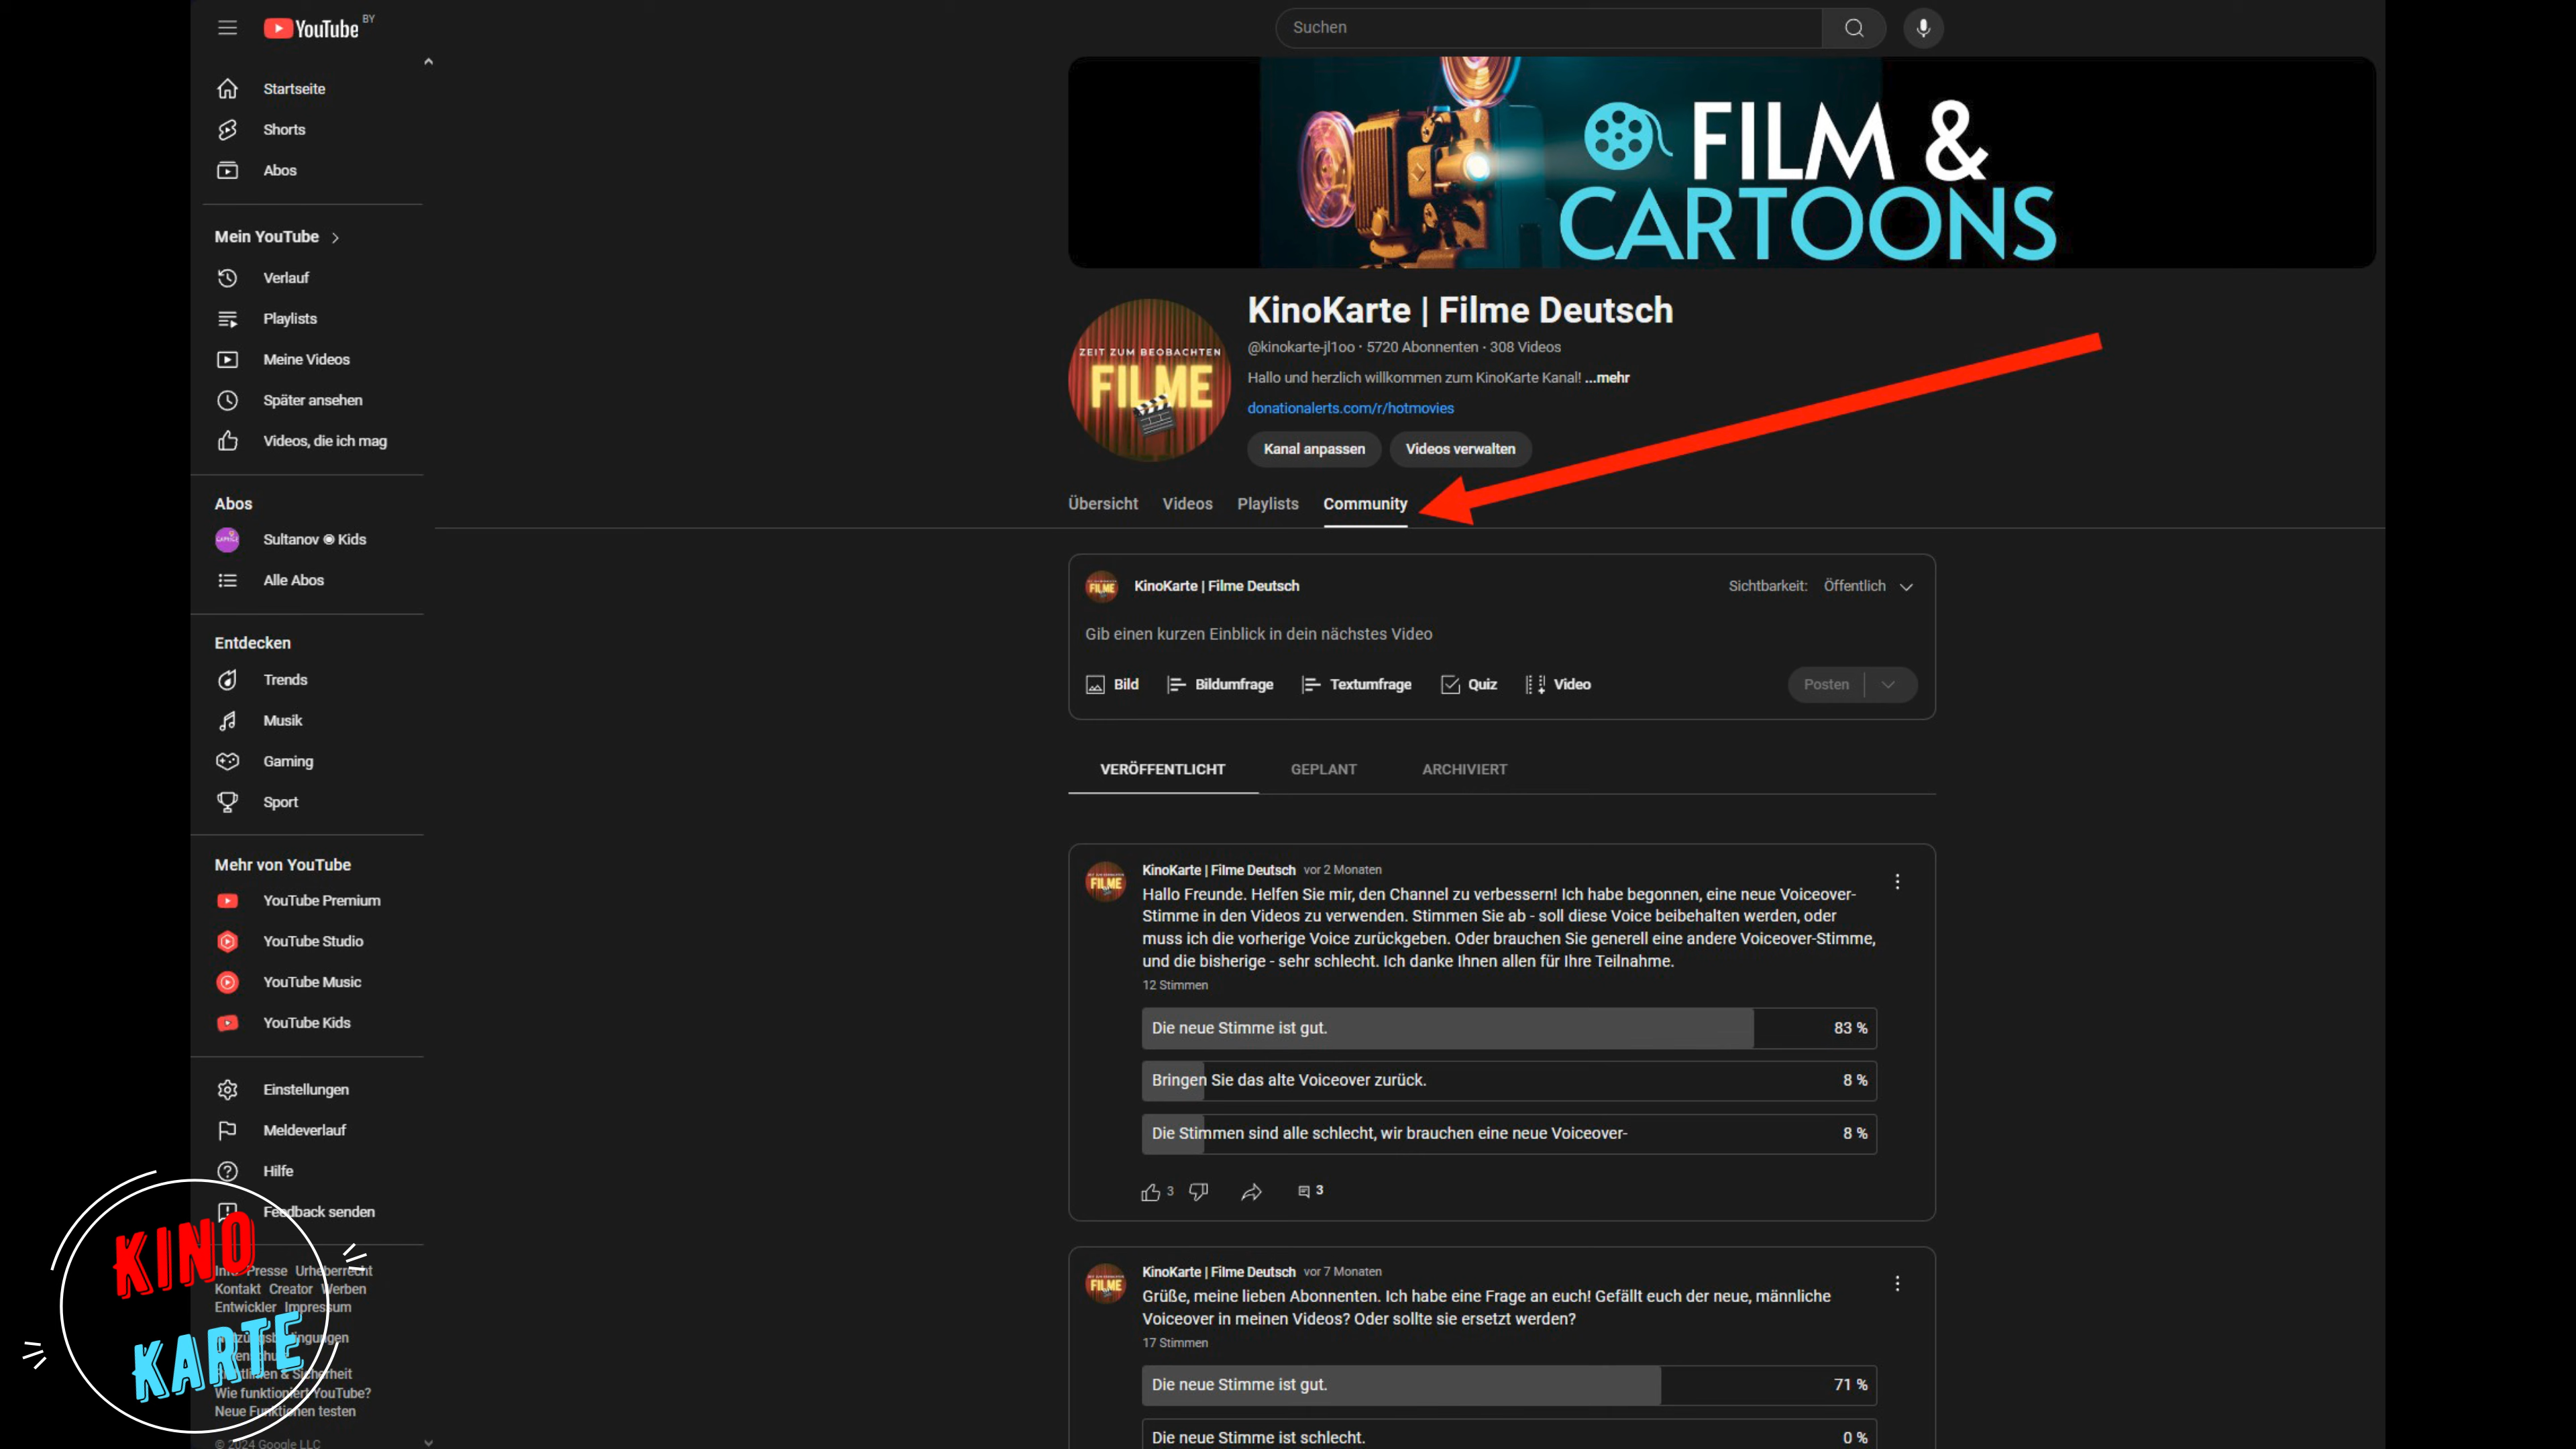 YouTube BY
Suchen
Startseite
Shorts
Abos
Mein YouTube
Verlauf
Playlists
Meine Videos
Später ansehen
Videos, die ich mag
Abos
Sultanov Kids
Alle Abos
Entdecken
Trends
Musik
Gaming
Sport
Mehr von YouTube
YouTube Premium
YouTube Studio
YouTube Music
YouTube Kids
Einstellungen
Meldeverlauf
Hilfe
Feedback senden
Presse Urheberrecht
Kontakt Creator Werben
Entwickler Impressum
Sicherheit
Wie funktioniert YouTube?
Neue Funktionen testen
© 2024 Google LLC
KINO
KARTE
FILM &
CARTOONS
ZEIT ZUM BEOBACHTEN
FILME
KinoKarte | Filme Deutsch
@kinokarte-jl1oo · 5720 Abonnenten · 308 Videos
Hallo und herzlich willkommen zum KinoKarte Kanal! ...mehr
donationalerts.com/r/hotmovies
Kanal anpassen Videos verwalten
Übersicht Videos Playlists Community
FILME
KinoKarte | Filme Deutsch Sichtbarkeit: Öffentlich
Gib einen kurzen Einblick in dein nächstes Video
Bild Bildumfrage Textumfrage Quiz Video Posten
VERÖFFENTLICHT GEPLANT ARCHIVIERT
FILME
KinoKarte | Filme Deutsch vor 2 Monaten
Hallo Freunde. Helfen Sie mir, den Channel zu verbessern! Ich habe begonnen, eine neue Voiceover-
Stimme in den Videos zu verwenden. Stimmen Sie ab - soll diese Voice beibehalten werden, oder
muss ich die vorherige Voice zurückgeben. Oder brauchen Sie generell eine andere Voiceover-Stimme,
und die bisherige - sehr schlecht. Ich danke Ihnen allen für Ihre Teilnahme.
12 Stimmen
Die neue Stimme ist gut. 83 %
Bringen Sie das alte Voiceover zurück. 8 %
Die Stimmen sind alle schlecht, wir brauchen eine neue Voiceover- 8 %
3 3
FILME
KinoKarte | Filme Deutsch vor 7 Monaten
Grüße, meine lieben Abonnenten. Ich habe eine Frage an euch! Gefällt euch der neue, männliche
Voiceover in meinen Videos? Oder sollte sie ersetzt werden?
17 Stimmen
Die neue Stimme ist gut. 71 %
Die neue Stimme ist schlecht. 0 %